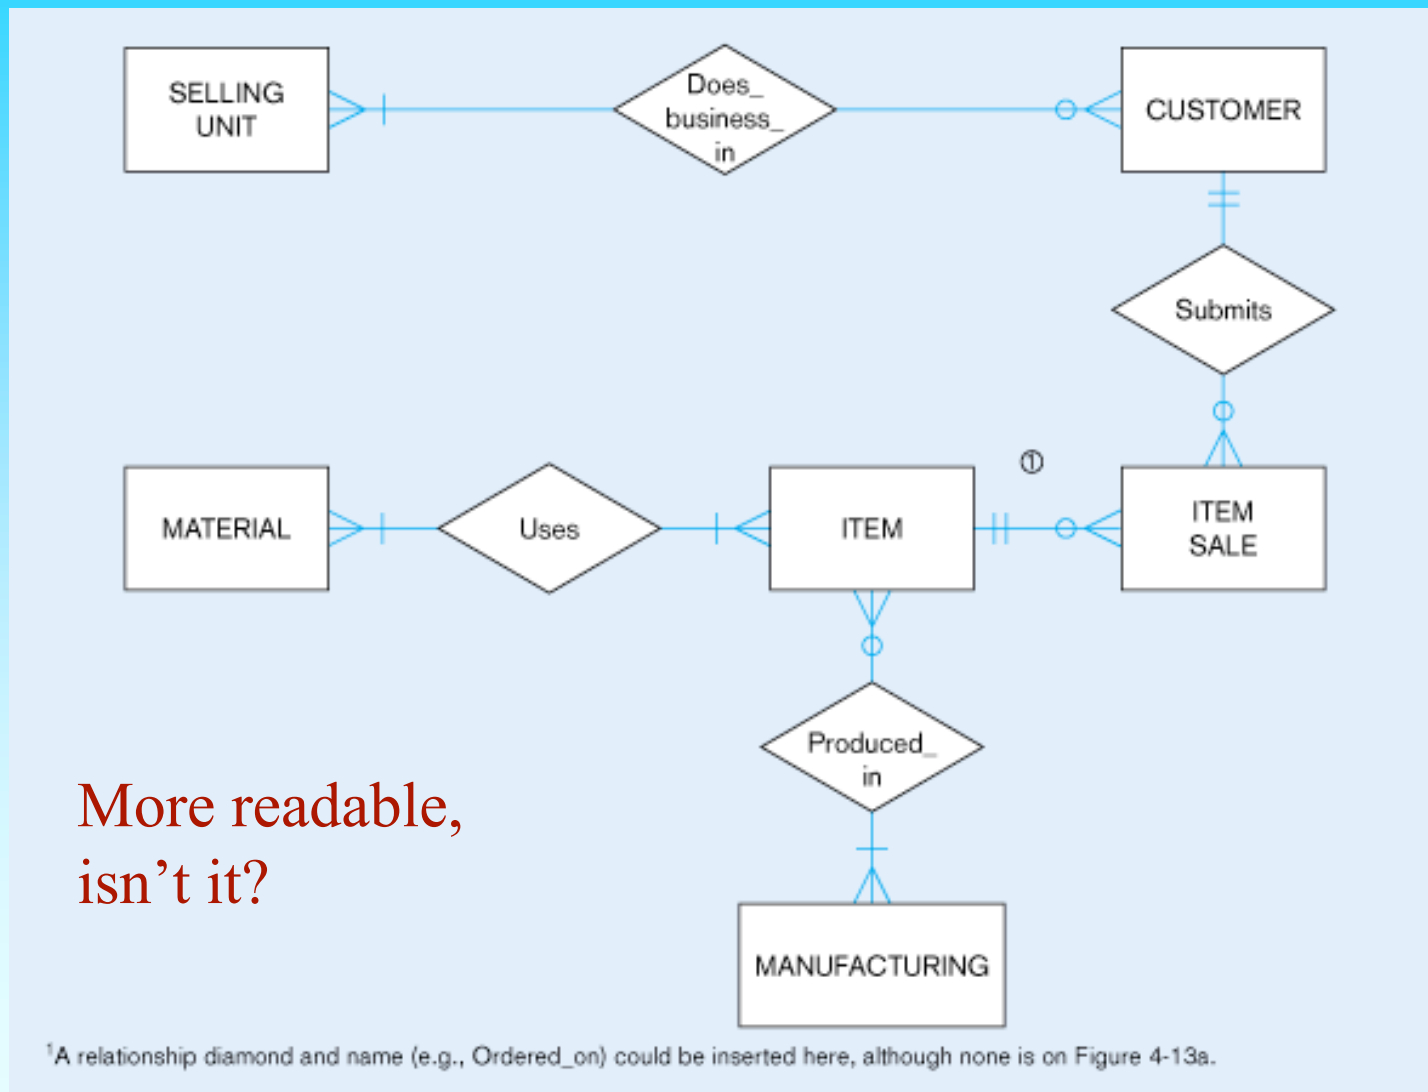 SELLING
UNIT
Does_
business_
in
CUSTOMER
Submits
①
MATERIAL
Uses
ITEM
ITEM
SALE
Produced_
in
More readable,
isn’t it?
MANUFACTURING
¹A relationship diamond and name (e.g., Ordered_on) could be inserted here, although none is on Figure 4-13a.